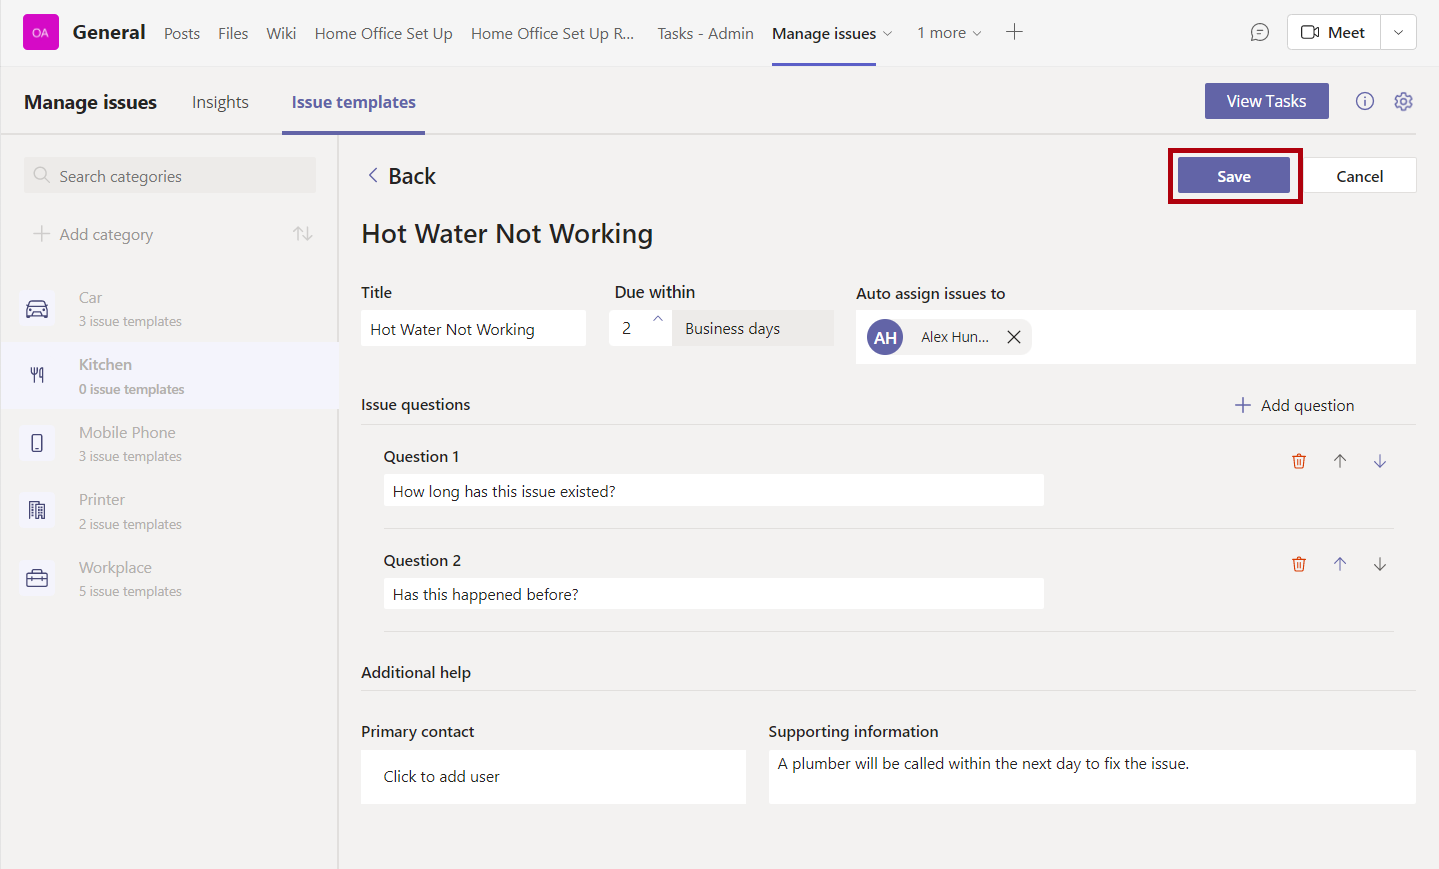 OA General Posts Files Wiki Home Office Set Up Home Office Set Up R... Tasks - Admin Manage issues 1 more Meet
Manage issues Insights Issue templates View Tasks
Search categories
Back Save Cancel
Add category
Hot Water Not Working
Car
3 issue templates
Kitchen
0 issue templates
Mobile Phone
3 issue templates
Printer
2 issue templates
Workplace
5 issue templates
Title Due within Auto assign issues to
Hot Water Not Working 2 Business days AH Alex Hun...
Issue questions Add question
Question 1
How long has this issue existed?
Question 2
Has this happened before?
Additional help
Primary contact Supporting information
Click to add user A plumber will be called within the next day to fix the issue.